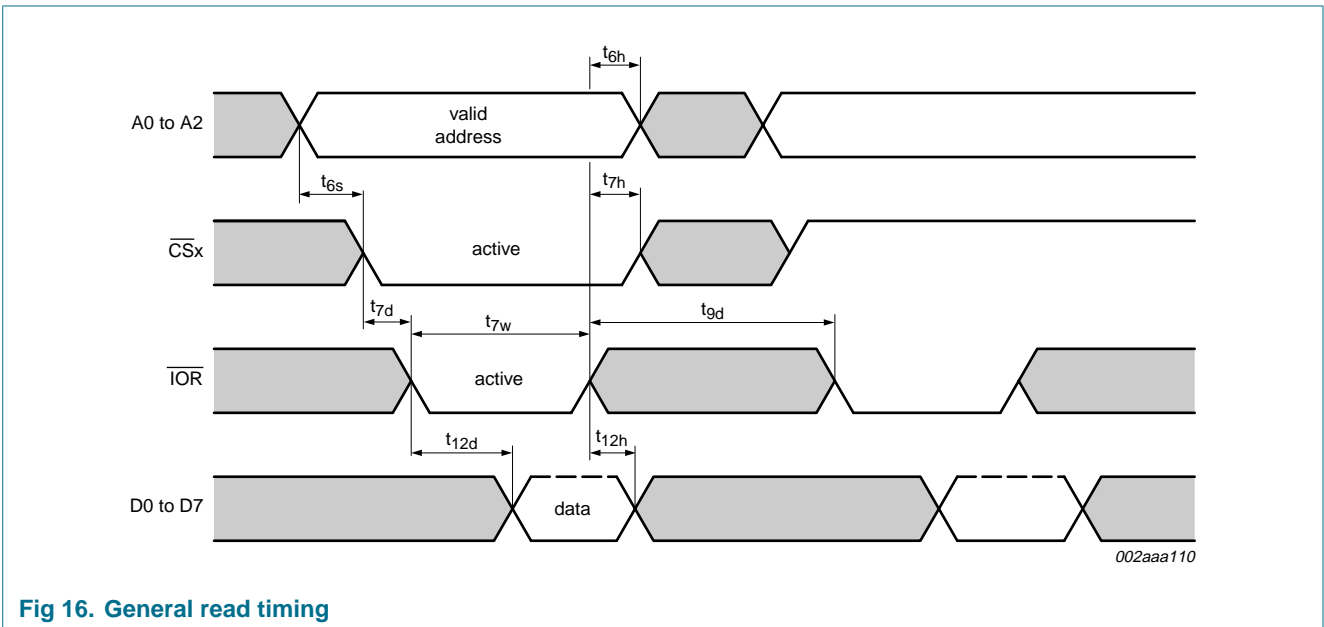 t6h
A0 to A2
valid
address
t6s
t7h
CSx
active
t7d
t7w
t9d
IOR
active
t12d
t12h
D0 to D7
data
002aaa110
Fig 16. General read timing